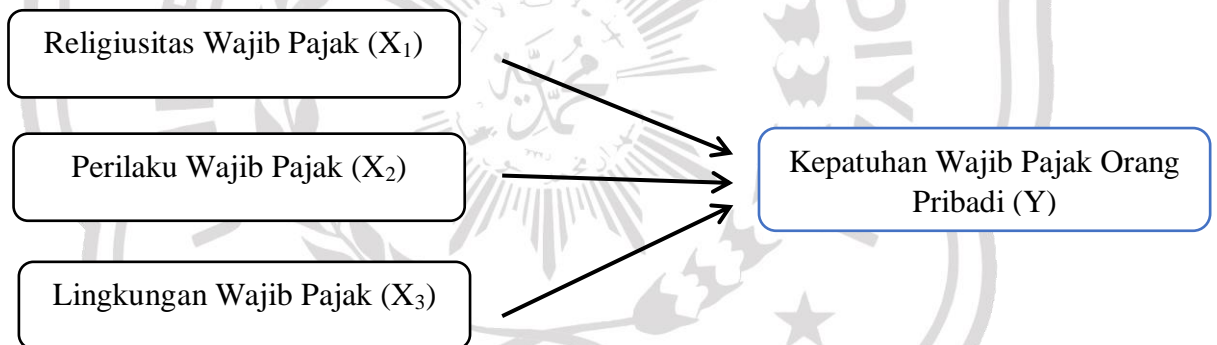 Religiusitas Wajib Pajak (X₁)
Perilaku Wajib Pajak (X₂)
Kepatuhan Wajib Pajak Orang
Pribadi (Y)
Lingkungan Wajib Pajak (X₃)